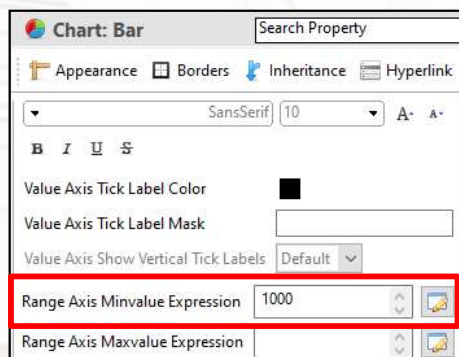 Chart: Bar
Search Property
Appearance Borders Inheritance Hyperlink
SansSerif 10 A A
B I U S
Value Axis Tick Label Color
Value Axis Tick Label Mask
Value Axis Show Vertical Tick Labels Default
Range Axis Minvalue Expression 1000
Range Axis Maxvalue Expression